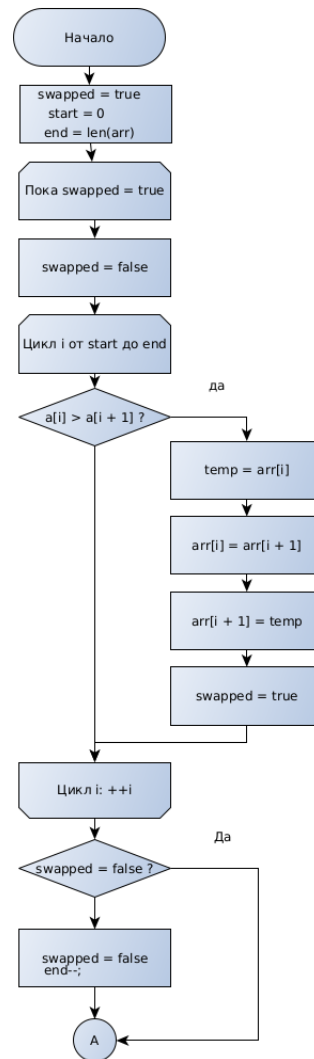 Начало
swapped = true
start = 0
end = len(arr)
Пока swapped = true
swapped = false
Цикл i от start до end
да
a[i] > a[i + 1] ?
temp = arr[i]
arr[i] = arr[i + 1]
arr[i + 1] = temp
swapped = true
Цикл i: ++i
Да
swapped = false ?
swapped = false
end--;
A